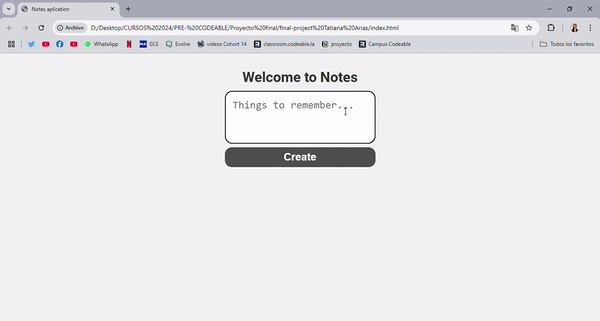 Notes aplication
Archivo D:/Desktop/CURSOS%202024/PRE-%20CODEABLE/Proyecto%20final/final-project%20Tatiana%20Arias/index.html
WhatsApp GLS Evolve videos Cohort 14 classroom.codeable.la proyecto Campus Codeable Todos los favoritos
Welcome to Notes
Things to remember...
Create